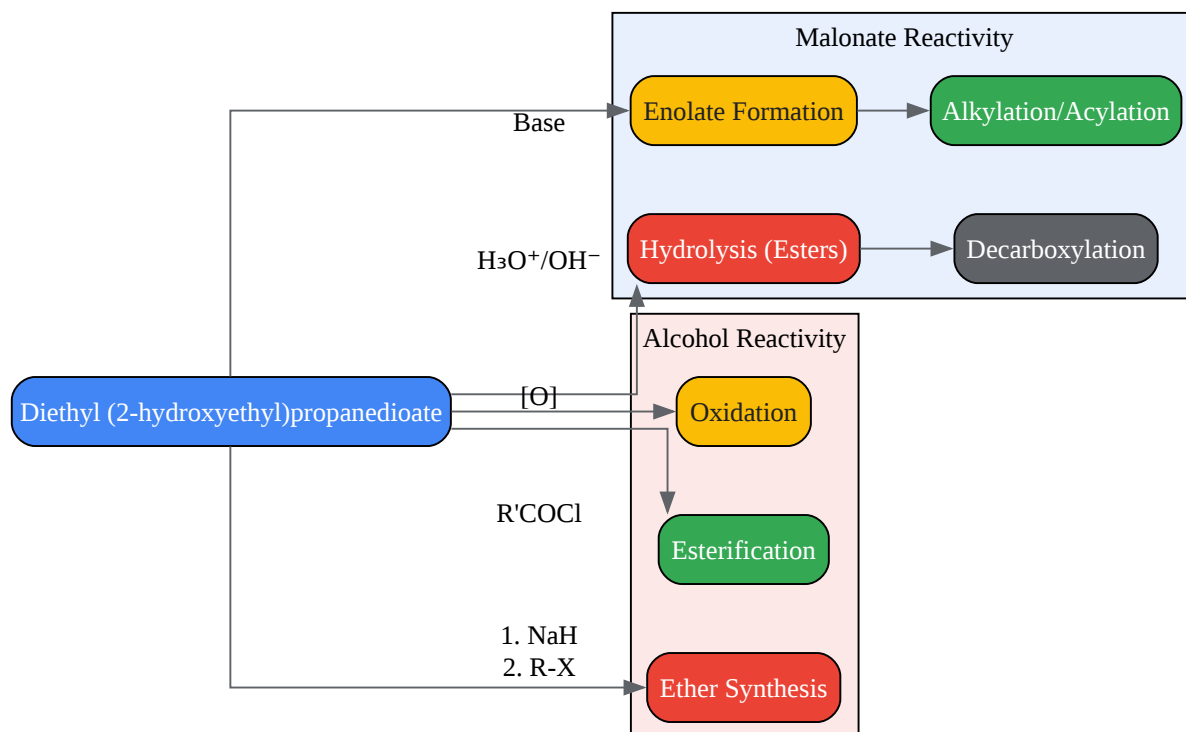 Malonate Reactivity
Enolate Formation
Alkylation/Acylation
Base
Hydrolysis (Esters)
Decarboxylation
H₃O⁺/OH⁻
Alcohol Reactivity
Diethyl (2-hydroxyethyl)propanedioate
[O]
Oxidation
R'COCl
Esterification
1. NaH
2. R-X
Ether Synthesis